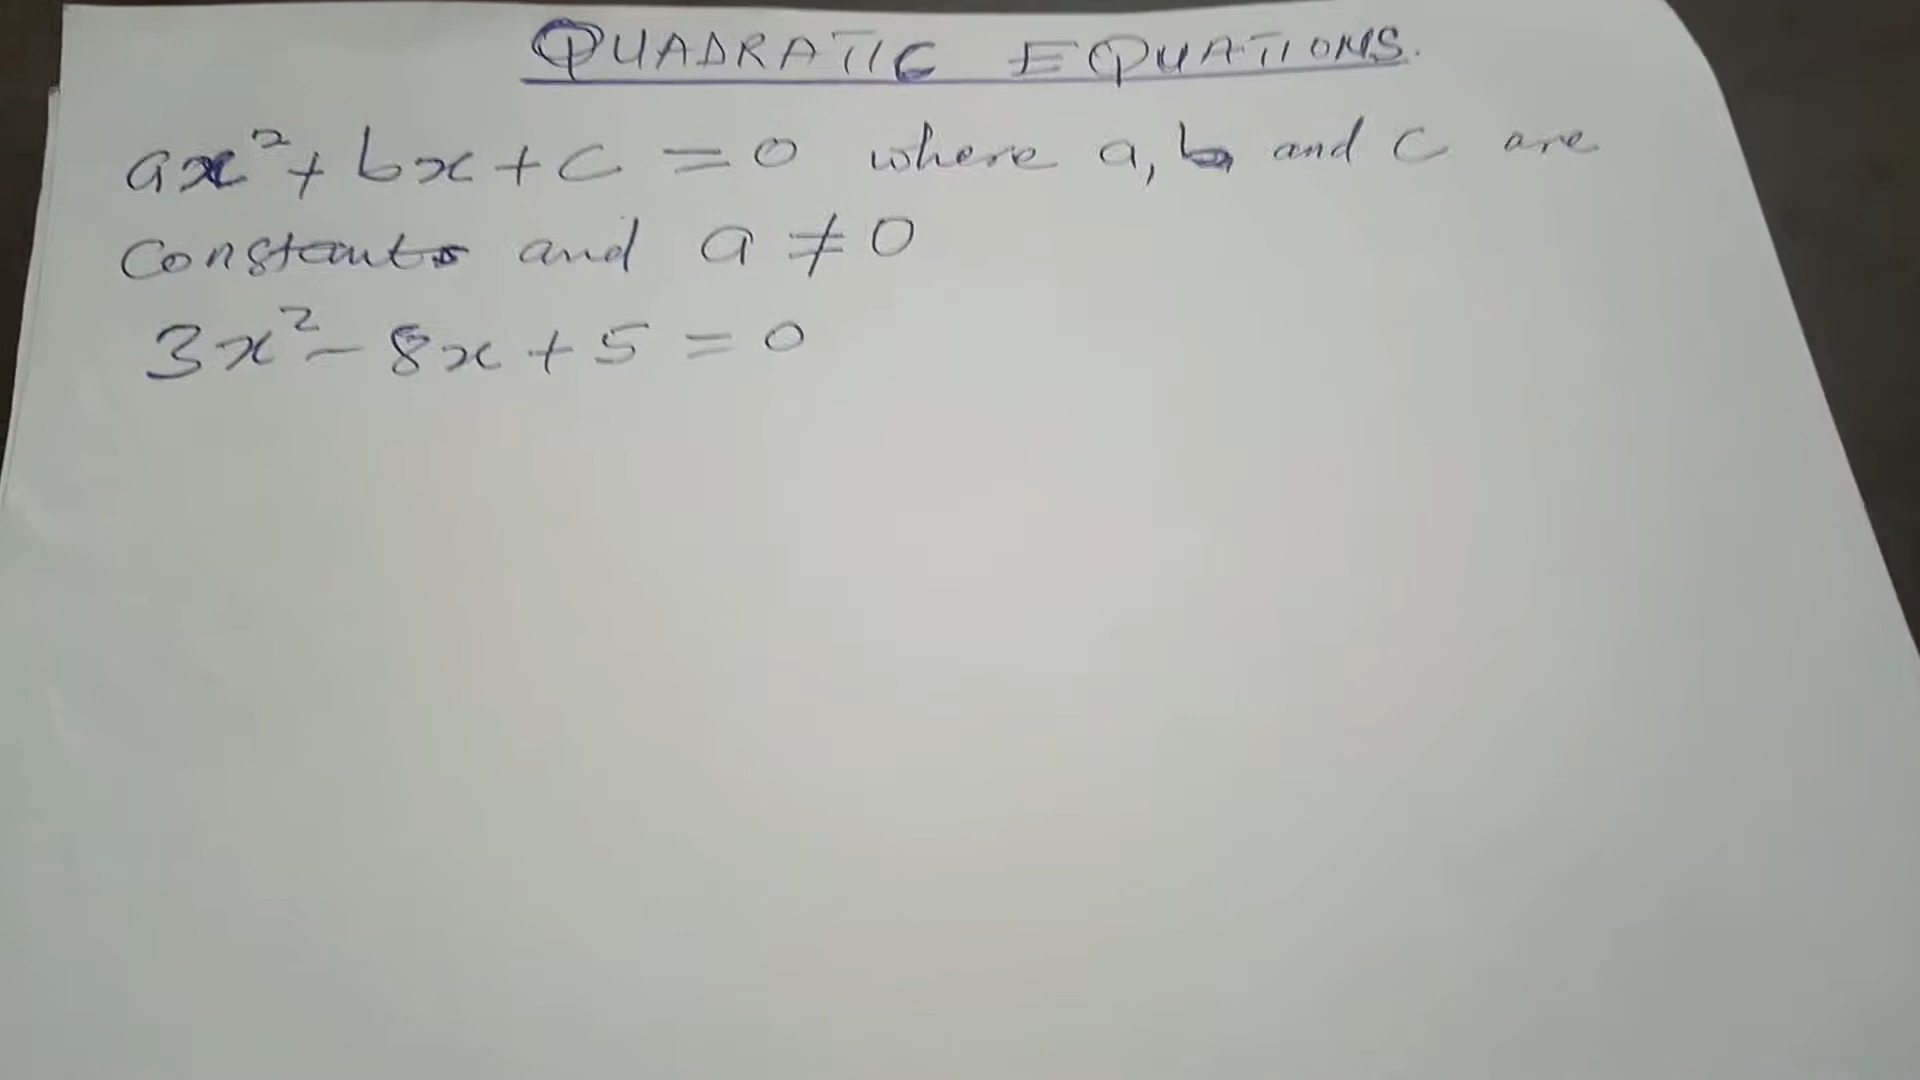 QUADRATIC EQUATIONS.
ax² + bx + c = 0 where a, b and c are
constants and a ≠ 0
3x² - 8x + 5 = 0